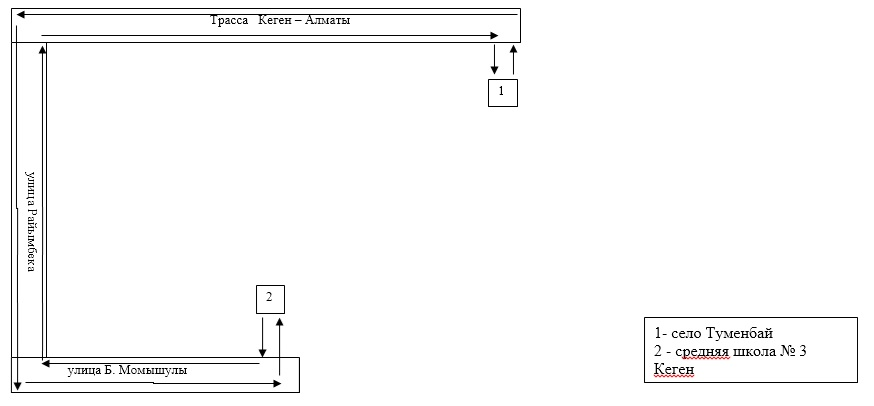 Трасса Кеген – Алматы
1
улица Райымбека
2
улица Б. Момышулы
1- село Туменбай
2 - средняя школа № 3
Кеген